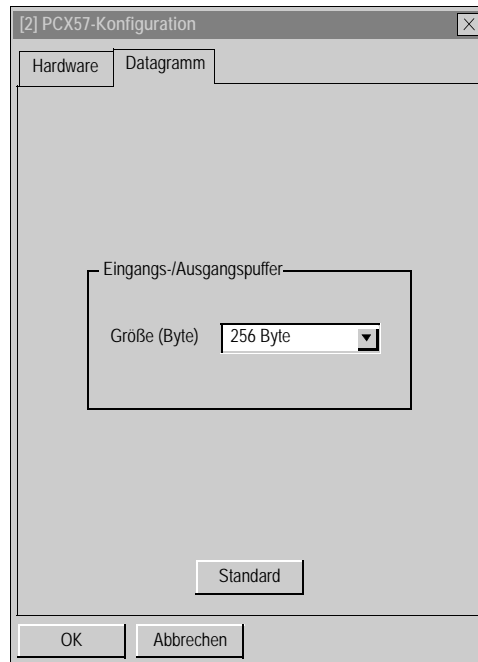 [2] PCX57-Konfiguration
Hardware Datagramm
Eingangs-/Ausgangspuffer
Größe (Byte) 256 Byte
Standard
OK Abbrechen